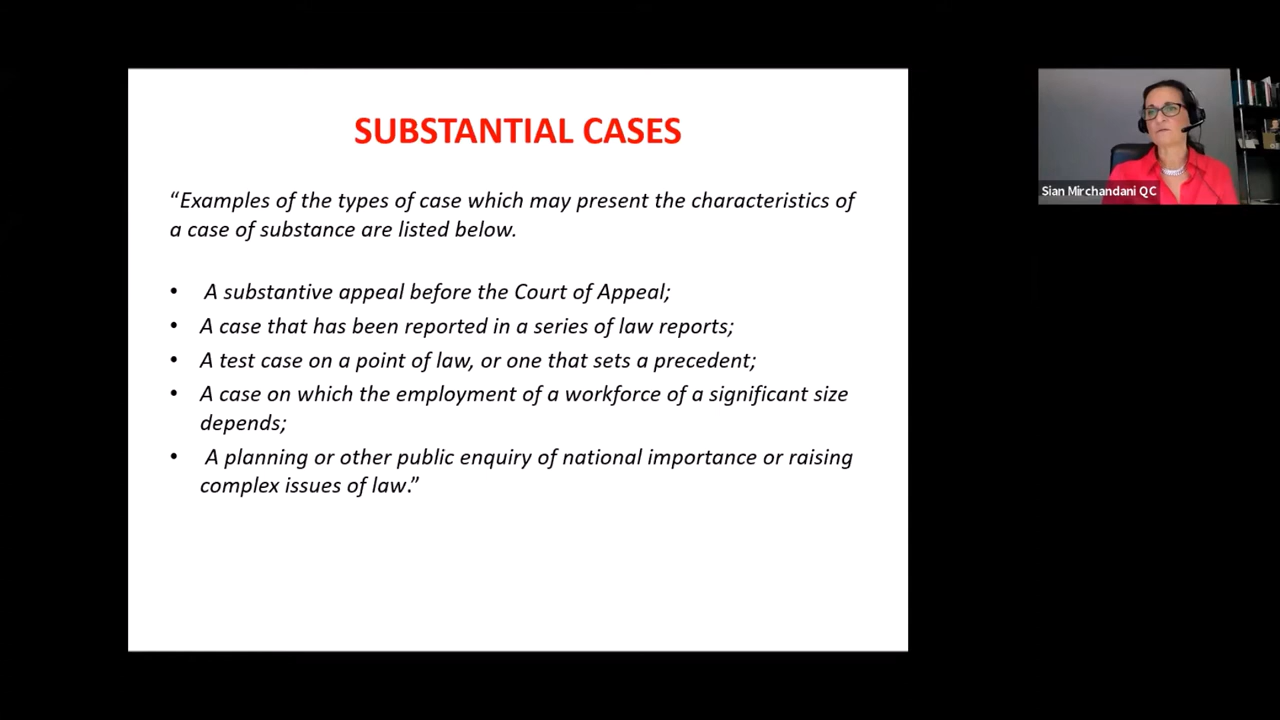 SUBSTANTIAL CASES
“Examples of the types of case which may present the characteristics of
a case of substance are listed below.
• A substantive appeal before the Court of Appeal;
• A case that has been reported in a series of law reports;
• A test case on a point of law, or one that sets a precedent;
• A case on which the employment of a workforce of a significant size
depends;
• A planning or other public enquiry of national importance or raising
complex issues of law.”
Sian Mirchandani QC